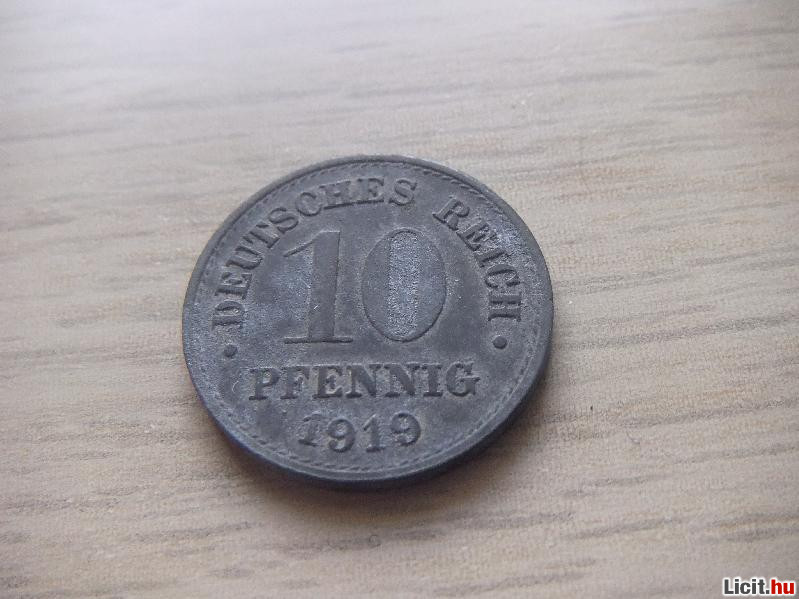 • DEUTSCHES REICH •
10
PFENNIG
1919
Licit.hu